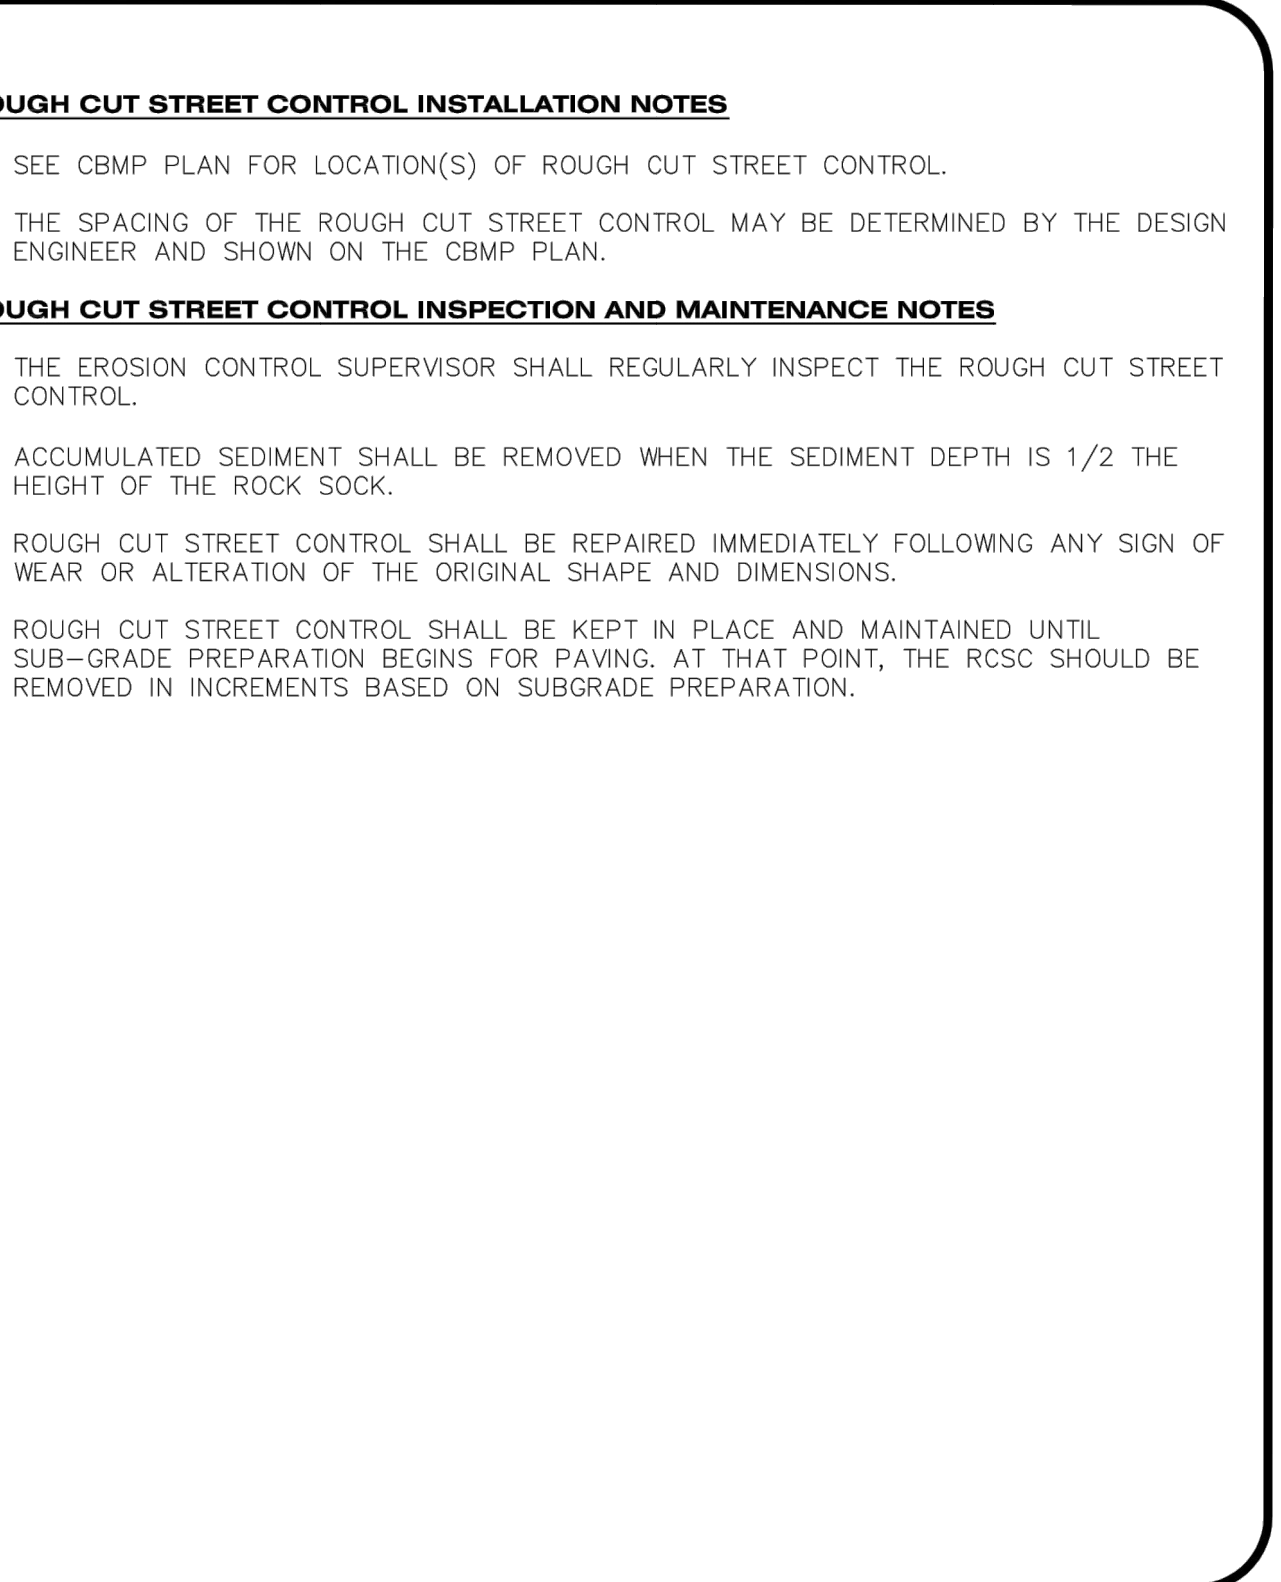 OUGH CUT STREET CONTROL INSTALLATION NOTES
SEE CBMP PLAN FOR LOCATION(S) OF ROUGH CUT STREET CONTROL.
THE SPACING OF THE ROUGH CUT STREET CONTROL MAY BE DETERMINED BY THE DESIGN
ENGINEER AND SHOWN ON THE CBMP PLAN.
OUGH CUT STREET CONTROL INSPECTION AND MAINTENANCE NOTES
THE EROSION CONTROL SUPERVISOR SHALL REGULARLY INSPECT THE ROUGH CUT STREET
CONTROL.
ACCUMULATED SEDIMENT SHALL BE REMOVED WHEN THE SEDIMENT DEPTH IS 1/2 THE
HEIGHT OF THE ROCK SOCK.
ROUGH CUT STREET CONTROL SHALL BE REPAIRED IMMEDIATELY FOLLOWING ANY SIGN OF
WEAR OR ALTERATION OF THE ORIGINAL SHAPE AND DIMENSIONS.
ROUGH CUT STREET CONTROL SHALL BE KEPT IN PLACE AND MAINTAINED UNTIL
SUB-GRADE PREPARATION BEGINS FOR PAVING. AT THAT POINT, THE RCSC SHOULD BE
REMOVED IN INCREMENTS BASED ON SUBGRADE PREPARATION.